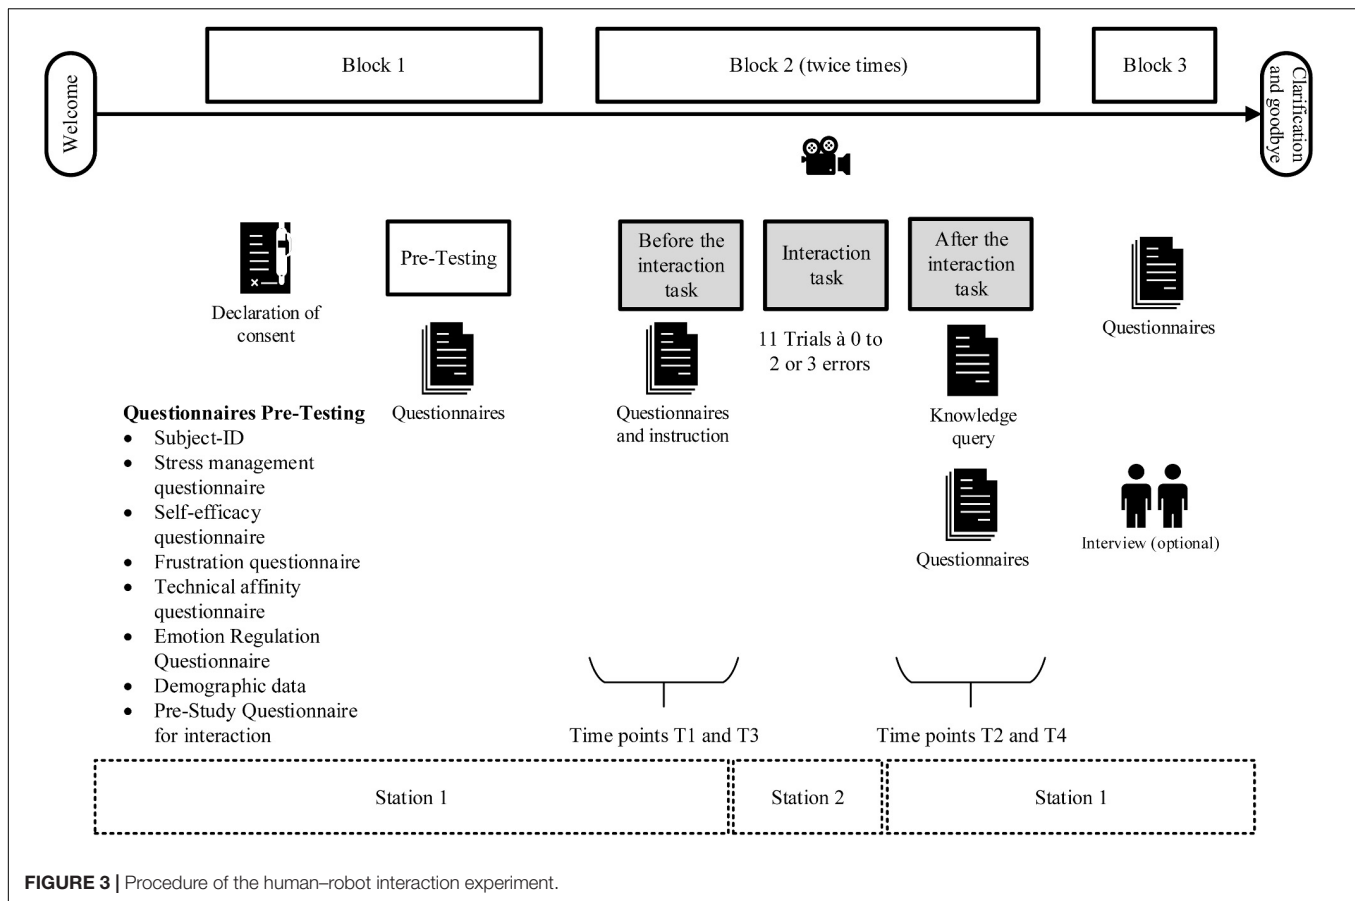 Block 1
Block 2 (twice times)
Block 3
Welcome
Clarification
and goodbye
Declaration of
consent
Pre-Testing
Questionnaires
Before the
interaction
task
Questionnaires
and instruction
Interaction
task
11 Trials à 0 to
2 or 3 errors
After the
interaction
task
Knowledge
query
Questionnaires
Questionnaires
Interview (optional)
Questionnaires Pre-Testing
• Subject-ID
• Stress management
questionnaire
• Self-efficacy
questionnaire
• Frustration questionnaire
• Technical affinity
questionnaire
• Emotion Regulation
Questionnaire
• Demographic data
• Pre-Study Questionnaire
for interaction
Time points T1 and T3
Time points T2 and T4
Station 1
Station 2
Station 1
FIGURE 3 | Procedure of the human–robot interaction experiment.